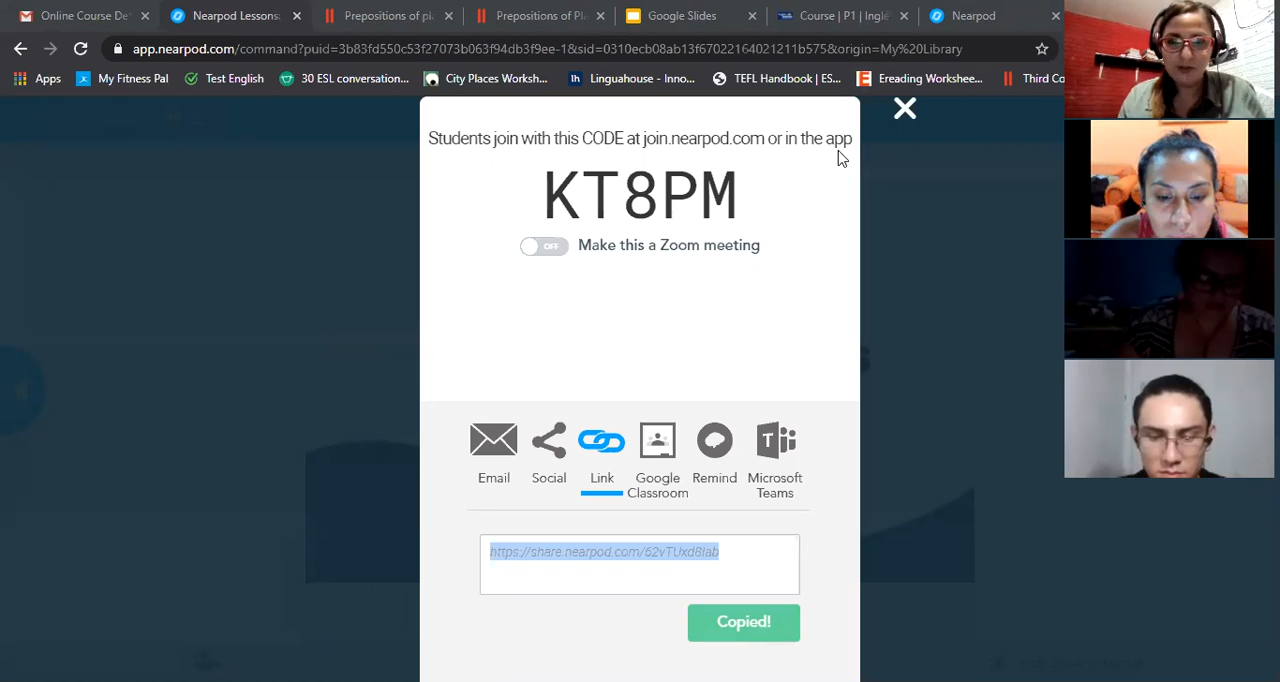 Online Course De
Nearpod Lessons,
Prepositions of pl
Prepositions of Pl
Google Slides
Course | P1 | Inglé
Nearpod
app.nearpod.com/command?puid=3b83fd550c53f27073b063f94db3f9ee-1&sid=0310ecb08ab13f67022164021211b575&origin=My%20Library
Apps
My Fitness Pal
Test English
30 ESL conversation...
City Places Worksh...
Linguahouse - Inno...
TEFL Handbook | ES...
Ereading Workshee...
Third Co
Students join with this CODE at join.nearpod.com or in the app
KT8PM
OFF
Make this a Zoom meeting
Email
Social
Link
Google Classroom
Remind
Microsoft Teams
https://share.nearpod.com/62vTUxd8Iab
Copied!